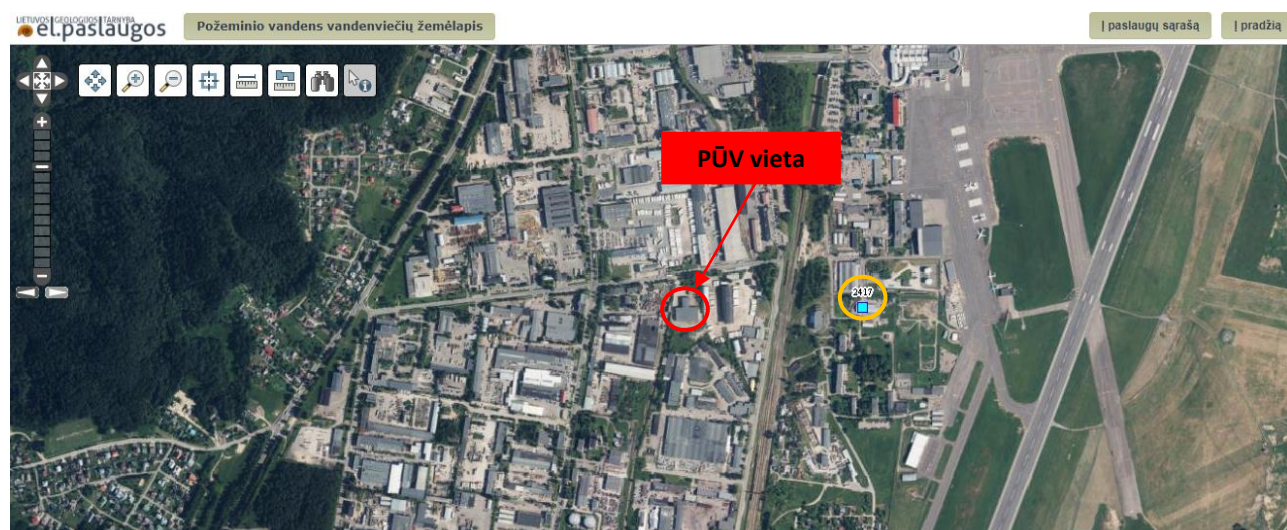 LIETUVOS GEOLOGIJOS TARNYBA
el.paslaugos
Požeminio vandens vandenviečių žemėlapis
Į paslaugų sąrašą
Į pradžią
PŪV vieta
2417